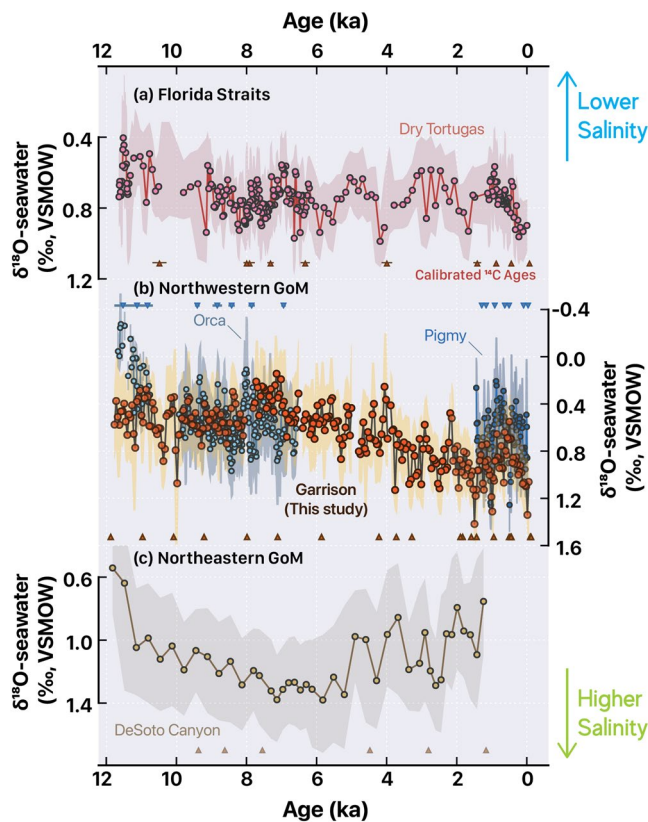 Age (ka)
12 10 8 6 4 2 0
(a) Florida Straits
Dry Tortugas
Lower
Salinity
0.4
0.8
1.2
δ¹⁸O-seawater
(‰, VSMOW)
Calibrated ¹⁴C Ages
(b) Northwestern GoM
Orca
Pigmy
-0.4
0.0
0.4
0.8
1.2
1.6
δ¹⁸O-seawater
(‰, VSMOW)
Garrison
(This study)
(c) Northeastern GoM
0.6
1.0
1.4
δ¹⁸O-seawater
(‰, VSMOW)
DeSoto Canyon
Higher
Salinity
12 10 8 6 4 2 0
Age (ka)